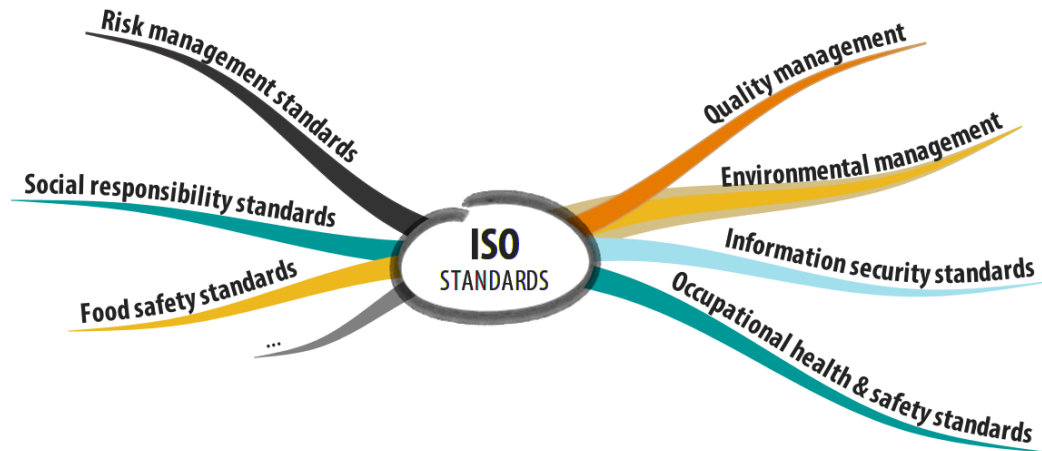 ISO
STANDARDS
Quality management
Environmental management
Information security standards
Occupational health & safety standards
Risk management standards
Social responsibility standards
Food safety standards
...